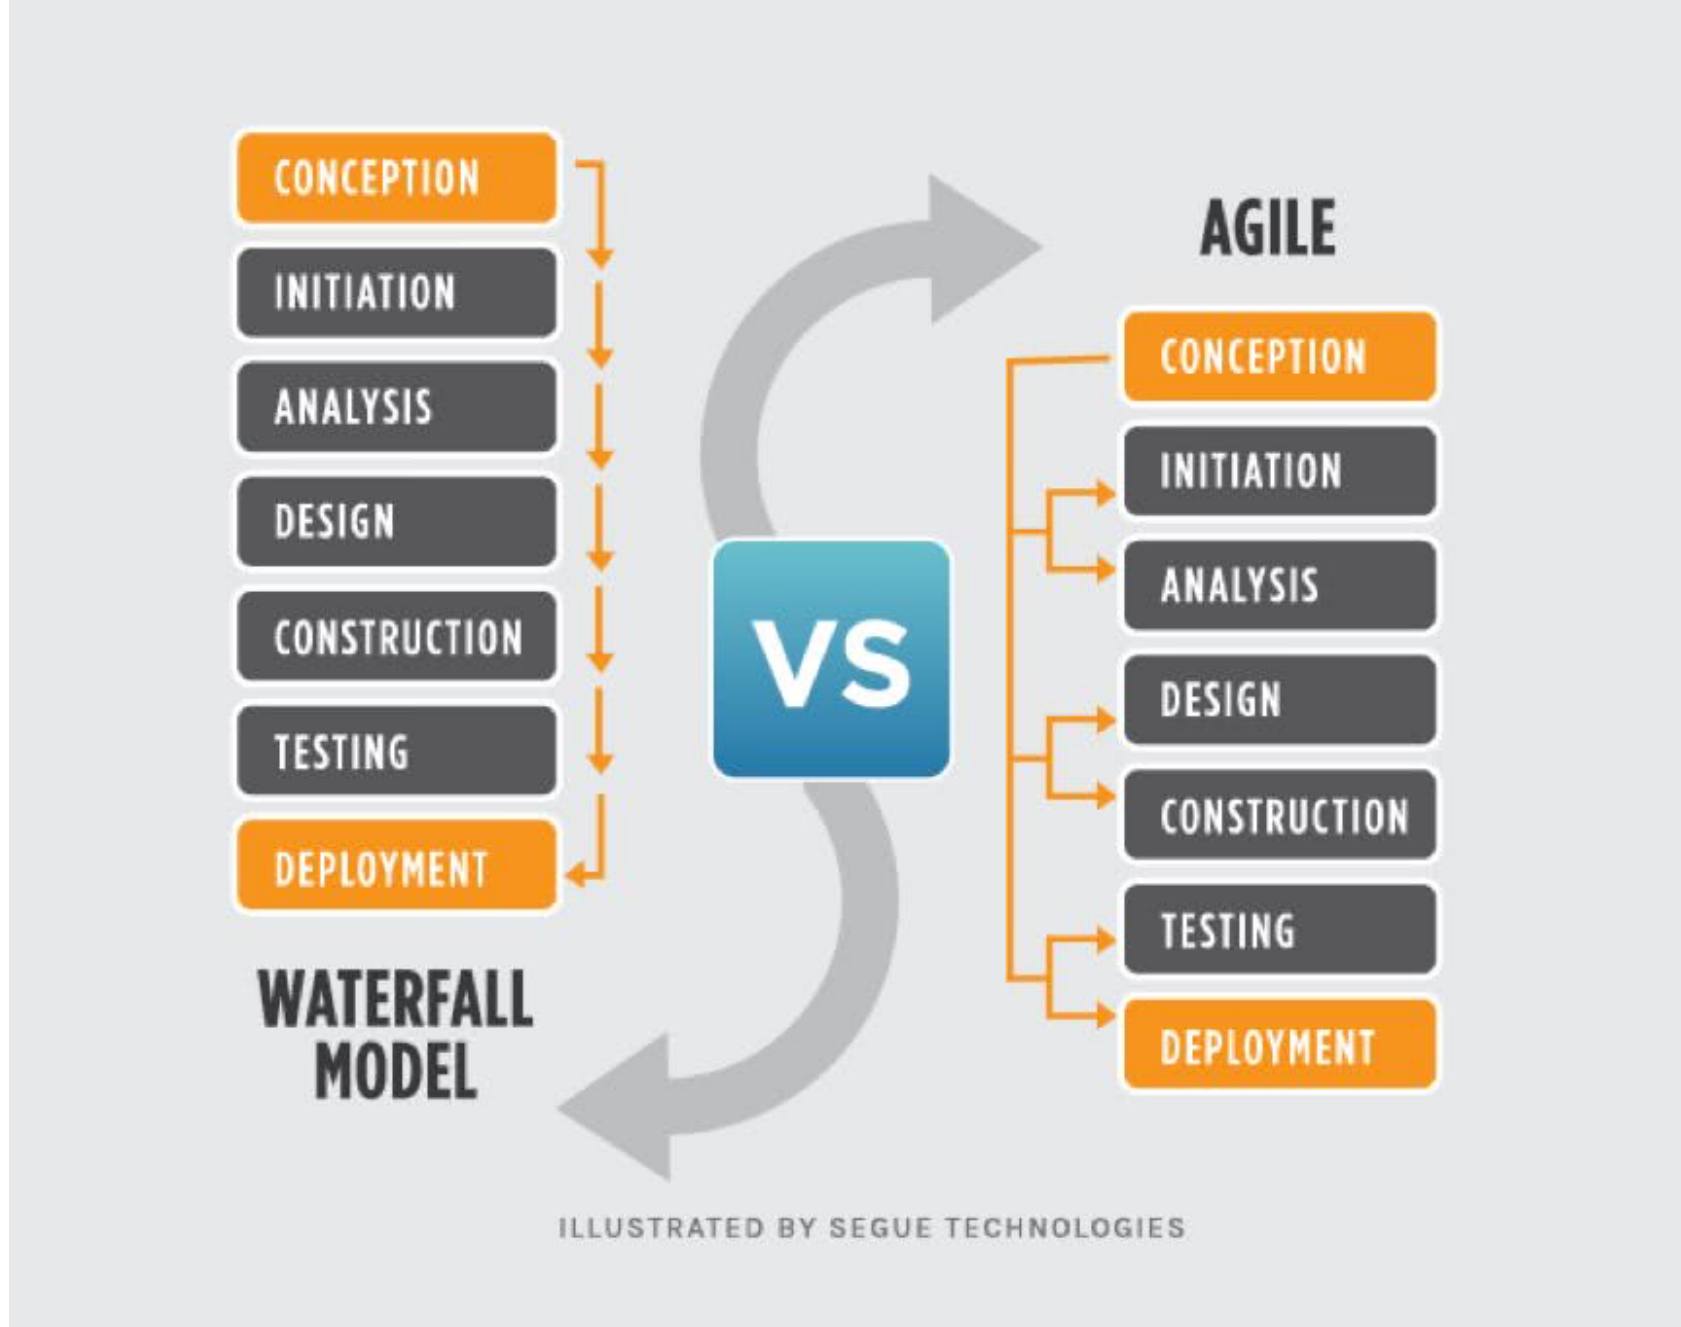 CONCEPTION
INITIATION
ANALYSIS
DESIGN
CONSTRUCTION
TESTING
DEPLOYMENT
WATERFALL
MODEL
VS
AGILE
CONCEPTION
INITIATION
ANALYSIS
DESIGN
CONSTRUCTION
TESTING
DEPLOYMENT
ILLUSTRATED BY SEGUE TECHNOLOGIES